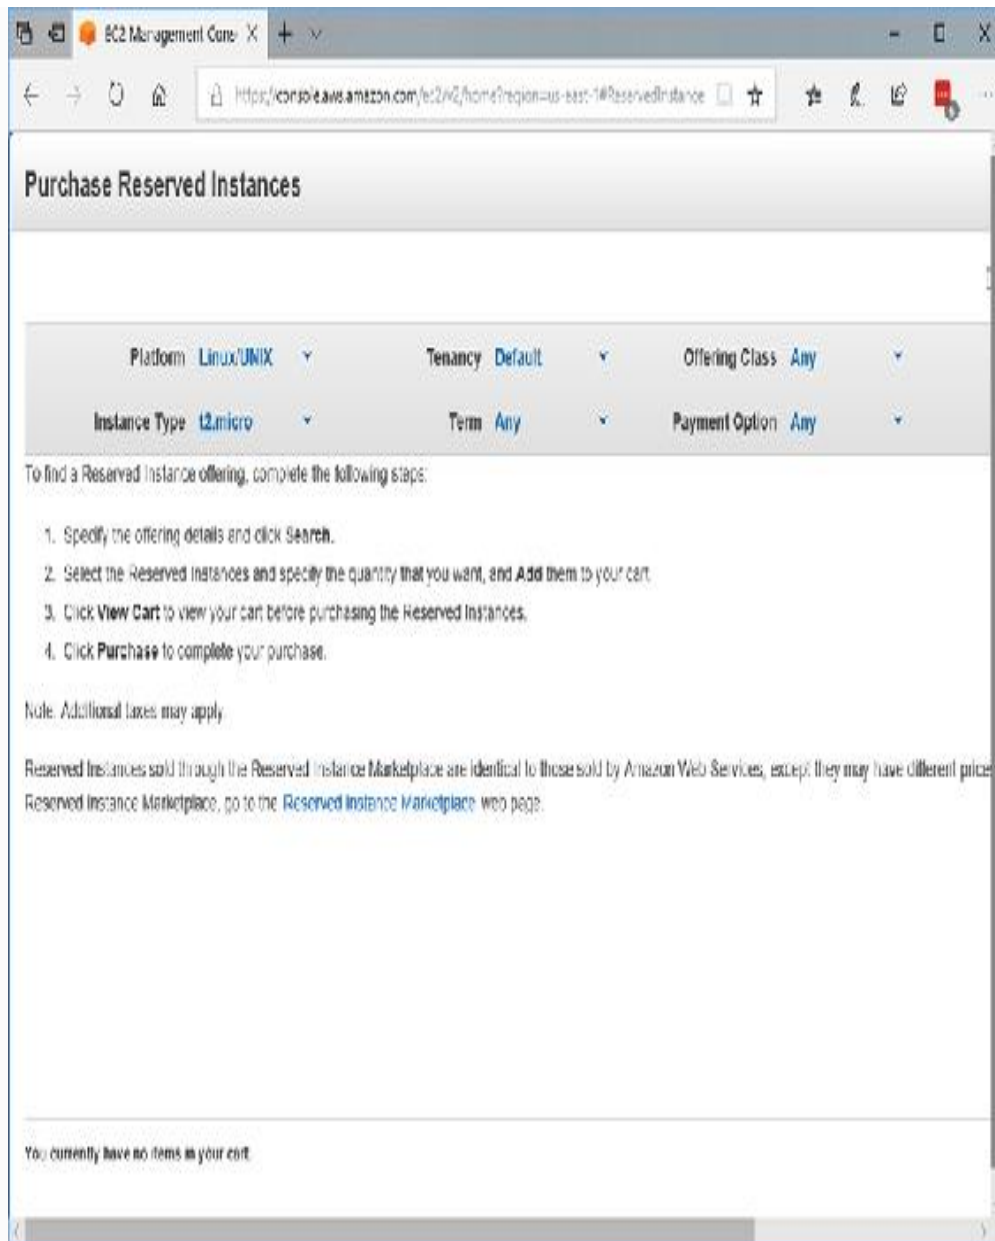 EC2 Management Cons
https://console.aws.amazon.com/ec2/v2/home?region=us-east-1#ReservedInstance
Purchase Reserved Instances
Platform Linux/UNIX Tenancy Default Offering Class Any
Instance Type t2.micro Term Any Payment Option Any
To find a Reserved Instance offering, complete the following steps:
1. Specify the offering details and click Search.
2. Select the Reserved Instances and specify the quantity that you want, and Add them to your cart.
3. Click View Cart to view your cart before purchasing the Reserved Instances.
4. Click Purchase to complete your purchase.
Note: Additional taxes may apply.
Reserved Instances sold through the Reserved Instance Marketplace are identical to those sold by Amazon Web Services, except they may have different price
Reserved Instance Marketplace, go to the Reserved Instance Marketplace web page.
You currently have no items in your cart.